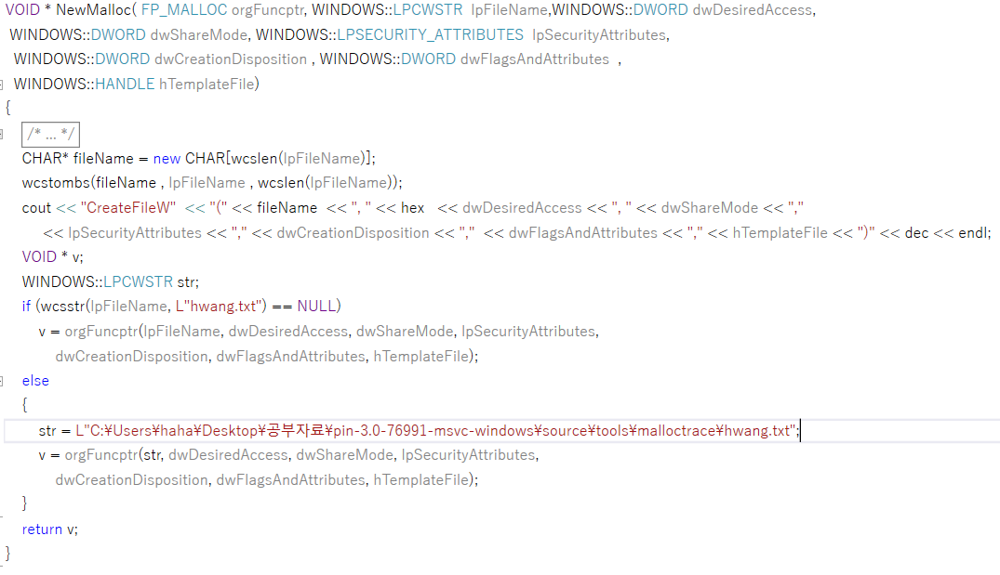 VOID * NewMalloc( FP_MALLOC orgFuncptr, WINDOWS::LPCWSTR lpFileName,WINDOWS::DWORD dwDesiredAccess,
WINDOWS::DWORD dwShareMode, WINDOWS::LPSECURITY_ATTRIBUTES lpSecurityAttributes,
WINDOWS::DWORD dwCreationDisposition , WINDOWS::DWORD dwFlagsAndAttributes ,
WINDOWS::HANDLE hTemplateFile)
{
/* ... */
CHAR* fileName = new CHAR[wcslen(lpFileName)];
wcstombs(fileName , lpFileName , wcslen(lpFileName));
cout << "CreateFileW" << "(" << fileName << ", " << hex << dwDesiredAccess << ", " << dwShareMode << ","
<< lpSecurityAttributes << "," << dwCreationDisposition << "," << dwFlagsAndAttributes << "," << hTemplateFile << ")" << dec << endl;
VOID * v;
WINDOWS::LPCWSTR str;
if (wcsstr(lpFileName, L"hwang.txt") == NULL)
v = orgFuncptr(lpFileName, dwDesiredAccess, dwShareMode, lpSecurityAttributes,
dwCreationDisposition, dwFlagsAndAttributes, hTemplateFile);
else
{
str = L"C:¥Users¥haha¥Desktop¥공부자료¥pin-3.0-76991-msvc-windows¥source¥tools¥malloctrace¥hwang.txt";
v = orgFuncptr(str, dwDesiredAccess, dwShareMode, lpSecurityAttributes,
dwCreationDisposition, dwFlagsAndAttributes, hTemplateFile);
}
return v;
}